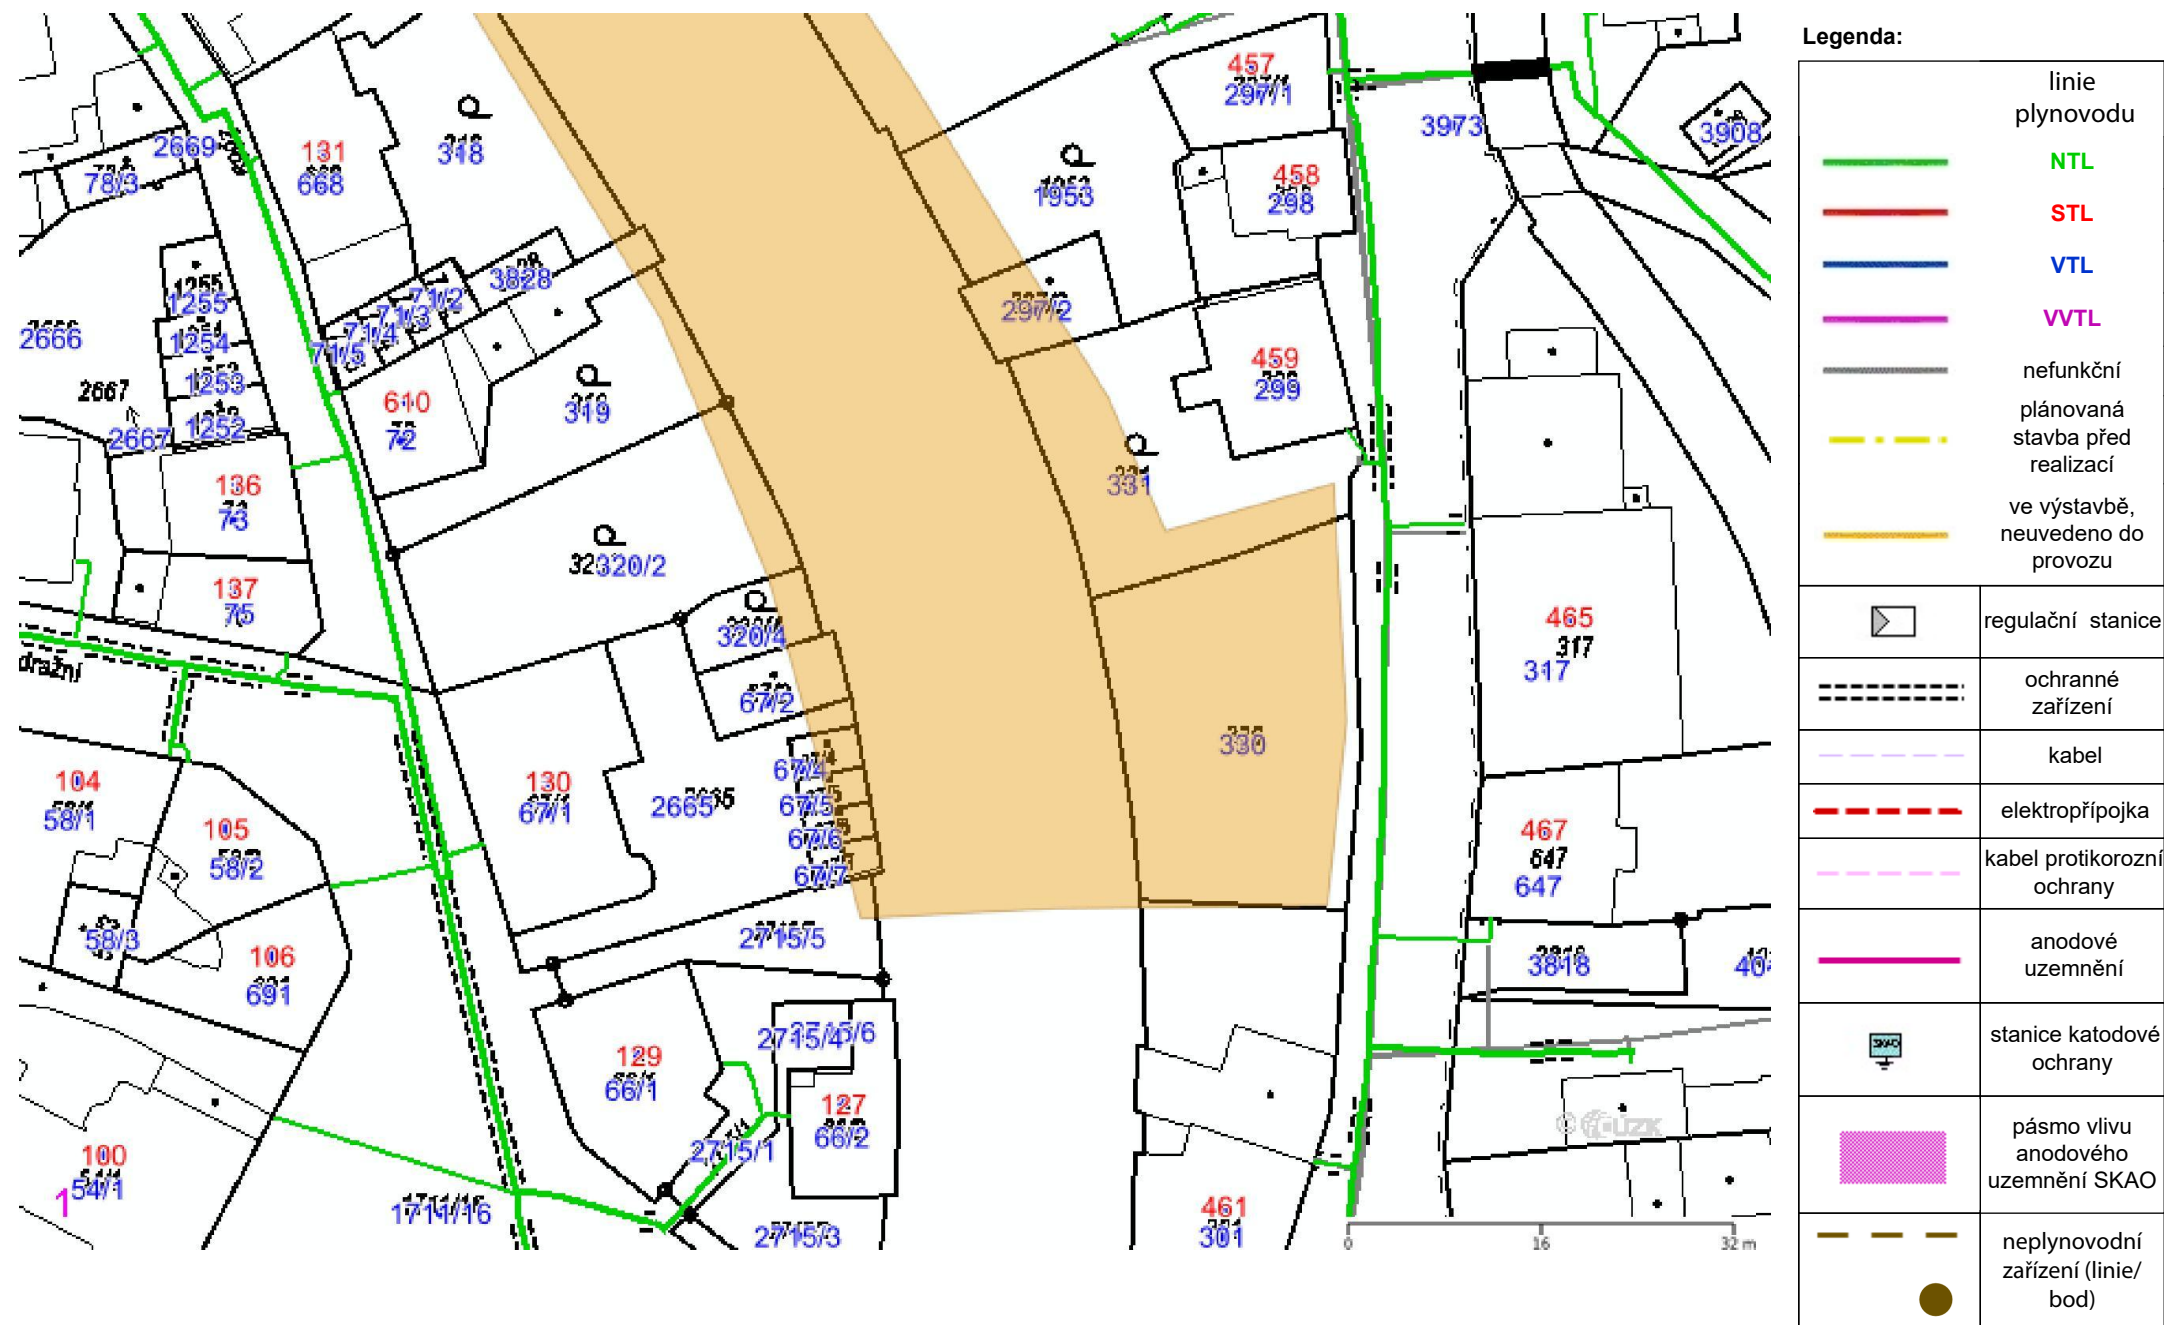 Legenda:
linie
plynovodu
NTL
STL
VTL
VVTL
nefunkční
plánovaná
stavba před
realizací
ve výstavbě,
neuvedeno do
provozu
regulační stanice
ochranné
zařízení
kabel
elektropřípojka
kabel protikorozní
ochrany
anodové
uzemnění
SKAO
stanice katodové
ochrany
pásmo vlivu
anodového
uzemnění SKAO
neplynovodní
zařízení (linie/
bod)
457
297/1
3973
3908
2669
131
668
318
78/3
458
298
1953
3828
71/2
71/3
71/4
71/5
1255
1254
1253
1252
2666
2667
2667
297/2
459
299
610
72
319
331
136
73
320/2
137
75
320/4
465
317
317
dražní
67/2
330
104
58/1
130
67/1
2665
67/4
67/5
67/6
67/7
105
58/2
467
647
647
58/3
106
691
2715/5
3818
129
66/1
2715/4
2715/6
127
66/2
2715/1
100
54/1
1
1711/16
2715/3
461
301
© ČÚZK
0 16 32 m